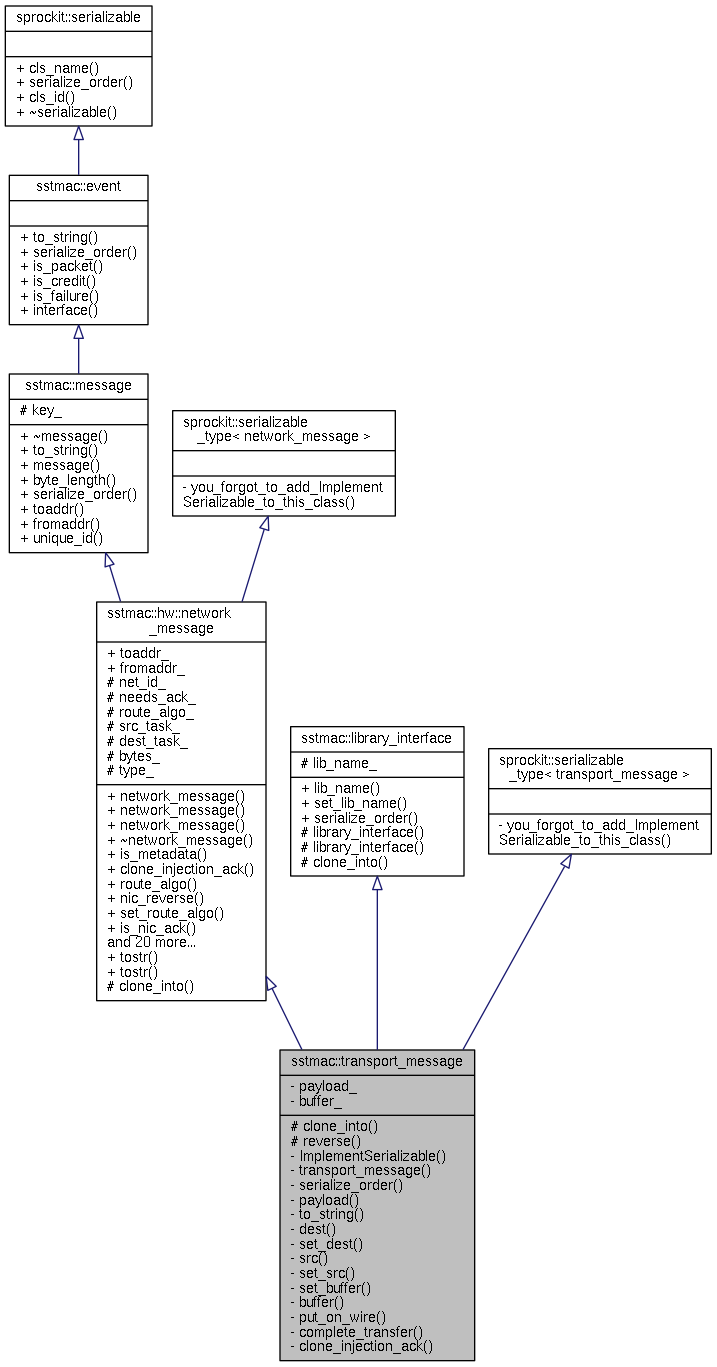 sprockit::serializable
+ cls_name()
+ serialize_order()
+ cls_id()
+ ~serializable()
sstmac::event
+ to_string()
+ serialize_order()
+ is_packet()
+ is_credit()
+ is_failure()
+ interface()
sstmac::message
# key_
+ ~message()
+ to_string()
+ message()
+ byte_length()
+ serialize_order()
+ toaddr()
+ fromaddr()
+ unique_id()
sprockit::serializable
_type< network_message >
- you_forgot_to_add_Implement
Serializable_to_this_class()
sstmac::hw::network
_message
+ toaddr_
+ fromaddr_
# net_id_
# needs_ack_
# route_algo_
# src_task_
# dest_task_
# bytes_
# type_
+ network_message()
+ network_message()
+ network_message()
+ ~network_message()
+ is_metadata()
+ clone_injection_ack()
+ route_algo()
+ nic_reverse()
+ set_route_algo()
+ is_nic_ack()
and 20 more...
+ tostr()
+ tostr()
# clone_into()
sstmac::library_interface
# lib_name_
+ lib_name()
+ set_lib_name()
+ serialize_order()
# library_interface()
# library_interface()
# clone_into()
sprockit::serializable
_type< transport_message >
- you_forgot_to_add_Implement
Serializable_to_this_class()
sstmac::transport_message
- payload_
- buffer_
# clone_into()
# reverse()
- ImplementSerializable()
- transport_message()
- serialize_order()
- payload()
- to_string()
- dest()
- set_dest()
- src()
- set_src()
- set_buffer()
- buffer()
- put_on_wire()
- complete_transfer()
- clone_injection_ack()